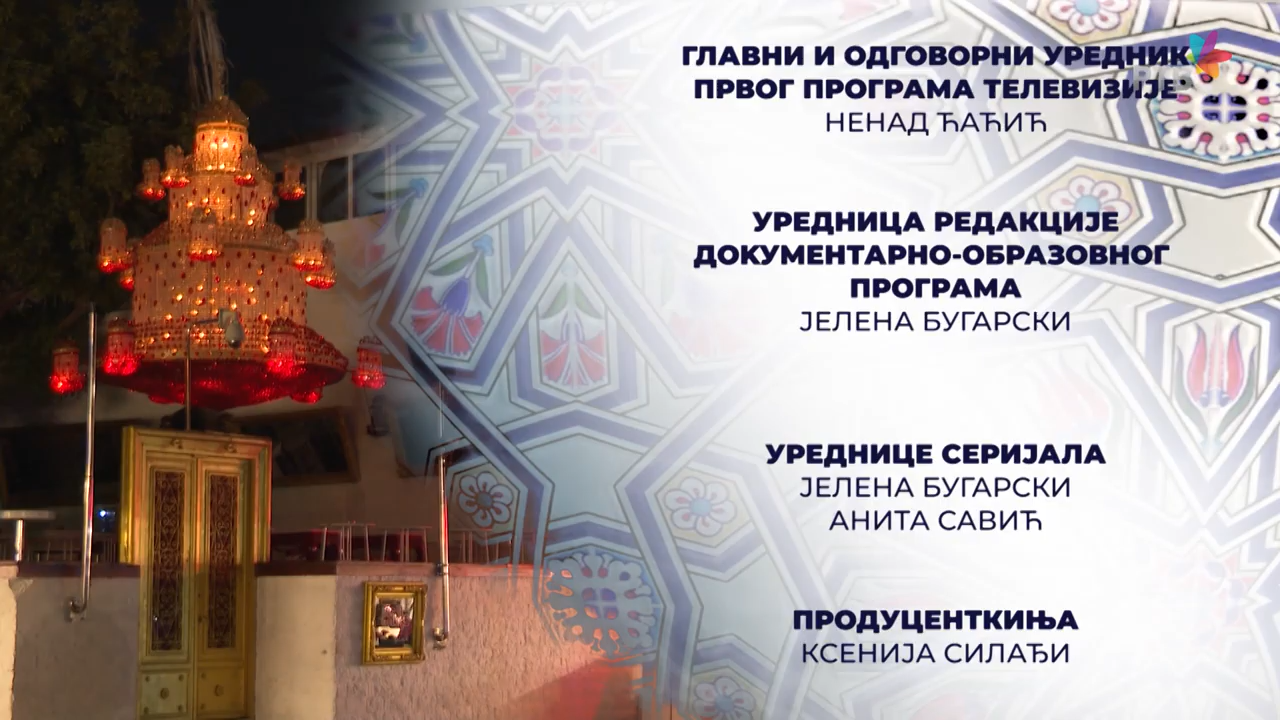 ГЛАВНИ И ОДГОВОРНИ УРЕДНИК
ПРВОГ ПРОГРАМА ТЕЛЕВИЗИЈЕ
НЕНАД ЋАЋИЋ
УРЕДНИЦА РЕДАКЦИЈЕ
ДОКУМЕНТАРНО-ОБРАЗОВНОГ
ПРОГРАМА
ЈЕЛЕНА БУГАРСКИ
УРЕДНИЦЕ СЕРИЈАЛА
ЈЕЛЕНА БУГАРСКИ
АНИТА САВИЋ
ПРОДУЦЕНТКИЊА
КСЕНИЈА СИЛАЂИ